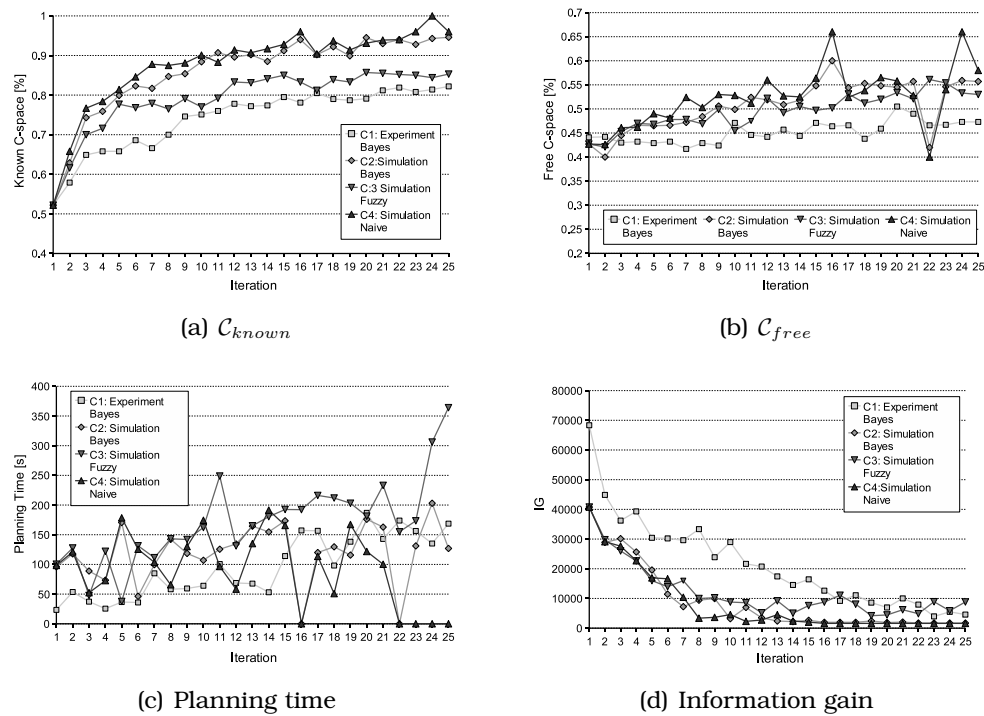 1
0.9
0.8
0.7
0.6
0.5
0.4
Known C-space [%]
C1: Experiment
Bayes
C2:Simulation
Bayes
C:3 Simulation
Fuzzy
C4: Simulation
Naive
1 2 3 4 5 6 7 8 9 10 11 12 13 14 15 16 17 18 19 20 21 22 23 24 25
Iteration
(a) 𝒞known
0.7
0.65
0.6
0.55
0.5
0.45
0.4
0.35
0.3
0.25
0.2
Free C-space [%]
C1: Experiment
Bayes
C2: Simulation
Bayes
C3: Simulation
Fuzzy
C4: Simulation
Naive
1 2 3 4 5 6 7 8 9 10 11 12 13 14 15 16 17 18 19 20 21 22 23 24 25
Iteration
(b) 𝒞free
400
350
300
250
200
150
100
50
0
Planning Time [s]
C1: Experiment
Bayes
C2: Simulation
Bayes
C3: Simulation
Fuzzy
C4: Simulation
Naive
1 2 3 4 5 6 7 8 9 10 11 12 13 14 15 16 17 18 19 20 21 22 23 24 25
Iteration
(c) Planning time
80000
70000
60000
50000
40000
30000
20000
10000
0
IG
C1: Experiment
Bayes
C2: Simulation
Bayes
C3: Simulation
Fuzzy
C4:Simulation
Naive
1 2 3 4 5 6 7 8 9 10 11 12 13 14 15 16 17 18 19 20 21 22 23 24 25
Iteration
(d) Information gain